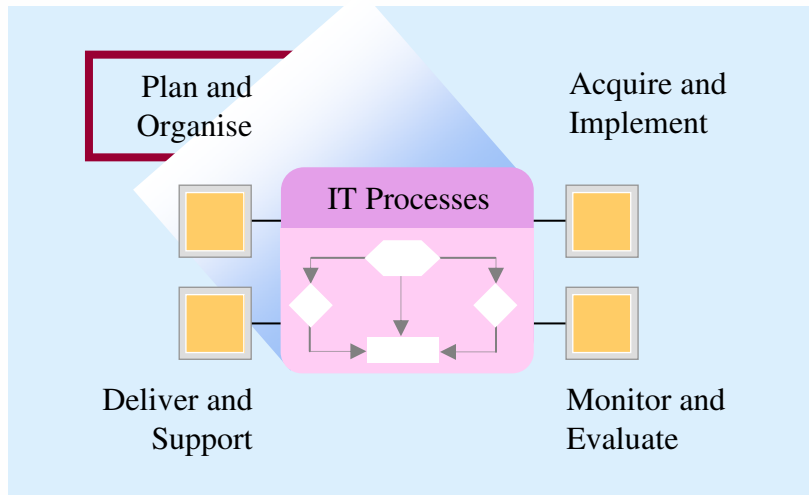 Plan and
Organise
Acquire and
Implement
IT Processes
Deliver and
Support
Monitor and
Evaluate